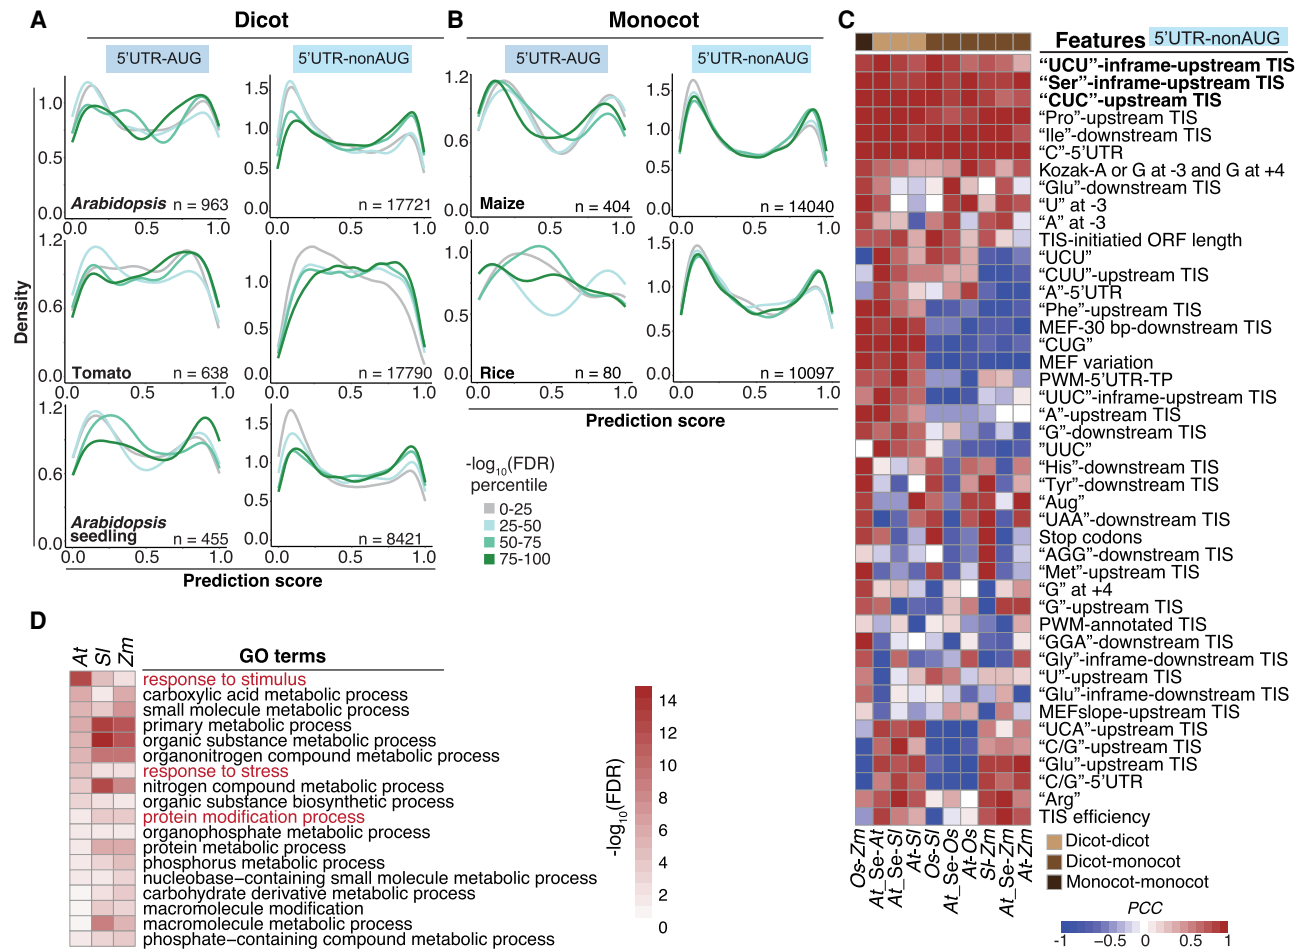 A
Dicot
5’UTR-AUG
5’UTR-nonAUG
Density
1.0
0.5
0.0
Arabidopsis n = 963
0.0 0.5 1.0
1.5
1.0
0.5
0.0
n = 17721
0.0 0.5 1.0
1.2
0.6
0.0
Tomato n = 638
0.0 0.5 1.0
1.0
0.5
0.0
n = 17790
0.0 0.5 1.0
1.2
0.6
0.0
Arabidopsis
seedling n = 455
0.0 0.5 1.0
1.5
1.0
0.5
0.0
n = 8421
0.0 0.5 1.0
Prediction score
B
Monocot
5’UTR-AUG
5’UTR-nonAUG
1.2
0.6
0.0
Maize n = 404
0.0 0.5 1.0
1.5
1.0
0.5
0.0
n = 14040
0.0 0.5 1.0
1.2
0.6
0.0
Rice n = 80
0.0 0.5 1.0
1.5
1.0
0.5
0.0
n = 10097
0.0 0.5 1.0
Prediction score
-log10(FDR)
percentile
0-25
25-50
50-75
75-100
C
Features 5’UTR-nonAUG
“UCU”-inframe-upstream TIS
“Ser”-inframe-upstream TIS
“CUC”-upstream TIS
“Pro”-upstream TIS
“Ile”-downstream TIS
“C”-5’UTR
Kozak-A or G at -3 and G at +4
“Glu”-downstream TIS
“U” at -3
“A” at -3
TIS-initiatied ORF length
“UCU”
“CUU”-upstream TIS
“A”-5’UTR
“Phe”-upstream TIS
MEF-30 bp-downstream TIS
“CUG”
MEF variation
PWM-5’UTR-TP
“UUC”-inframe-upstream TIS
“A”-upstream TIS
“G”-downstream TIS
”UUC”
“His”-downstream TIS
“Tyr”-downstream TIS
“Aug”
“UAA”-downstream TIS
Stop codons
“AGG”-downstream TIS
“Met”-upstream TIS
“G” at +4
“G”-upstream TIS
PWM-annotated TIS
“GGA”-downstream TIS
“Gly”-inframe-downstream TIS
“U”-upstream TIS
“Glu”-inframe-downstream TIS
MEFslope-upstream TIS
“UCA”-upstream TIS
“C/G”-upstream TIS
“Glu”-upstream TIS
“C/G”-5’UTR
“Arg”
TIS efficiency
Os-Zm
At_Se-At
At_Se-Sl
At-Sl
Os-Sl
At_Se-Os
At-Os
Sl-Zm
At_Se-Zm
At-Zm
Dicot-dicot
Dicot-monocot
Monocot-monocot
PCC
-1 −0.5 0 0.5 1
D
At Sl Zm
GO terms
response to stimulus
carboxylic acid metabolic process
small molecule metabolic process
primary metabolic process
organic substance metabolic process
organonitrogen compound metabolic process
response to stress
nitrogen compound metabolic process
organic substance biosynthetic process
protein modification process
organophosphate metabolic process
protein metabolic process
phosphorus metabolic process
nucleobase−containing small molecule metabolic process
carbohydrate derivative metabolic process
macromolecule modification
macromolecule metabolic process
phosphate−containing compound metabolic process
-log10(FDR)
14
12
10
8
6
4
2
0